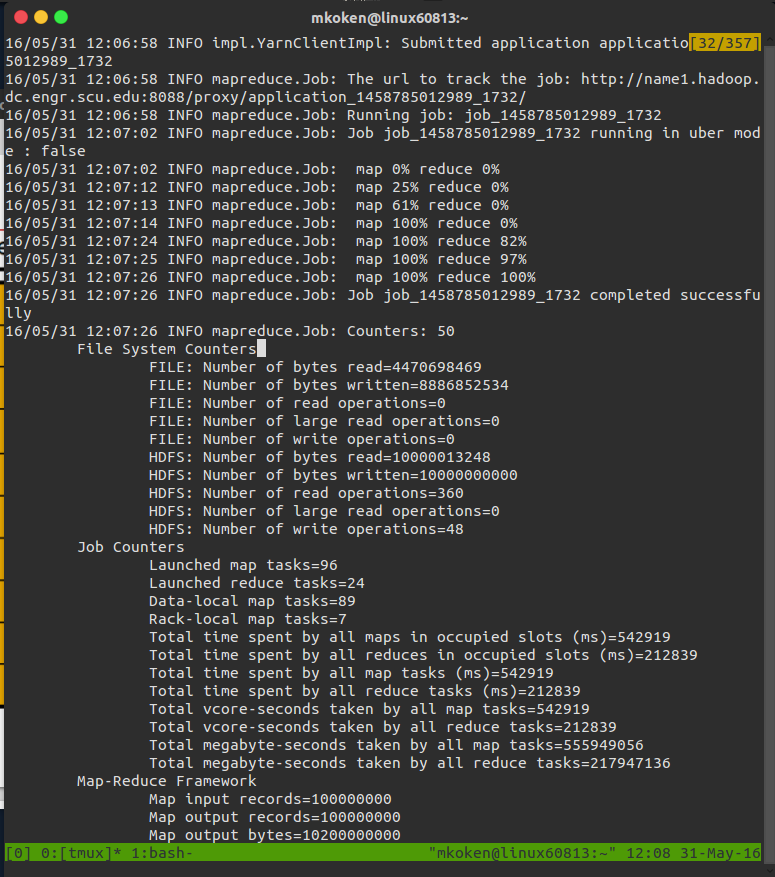 mkoken@linux60813:~
16/05/31 12:06:58 INFO impl.YarnClientImpl: Submitted application applicatio[32/357]
5012989_1732
16/05/31 12:06:58 INFO mapreduce.Job: The url to track the job: http://name1.hadoop.
dc.engr.scu.edu:8088/proxy/application_1458785012989_1732/
16/05/31 12:06:58 INFO mapreduce.Job: Running job: job_1458785012989_1732
16/05/31 12:07:02 INFO mapreduce.Job: Job job_1458785012989_1732 running in uber mod
e : false
16/05/31 12:07:02 INFO mapreduce.Job:  map 0% reduce 0%
16/05/31 12:07:12 INFO mapreduce.Job:  map 25% reduce 0%
16/05/31 12:07:13 INFO mapreduce.Job:  map 61% reduce 0%
16/05/31 12:07:14 INFO mapreduce.Job:  map 100% reduce 0%
16/05/31 12:07:24 INFO mapreduce.Job:  map 100% reduce 82%
16/05/31 12:07:25 INFO mapreduce.Job:  map 100% reduce 97%
16/05/31 12:07:26 INFO mapreduce.Job:  map 100% reduce 100%
16/05/31 12:07:26 INFO mapreduce.Job: Job job_1458785012989_1732 completed successfu
lly
16/05/31 12:07:26 INFO mapreduce.Job: Counters: 50
File System Counters
FILE: Number of bytes read=4470698469
FILE: Number of bytes written=8886852534
FILE: Number of read operations=0
FILE: Number of large read operations=0
FILE: Number of write operations=0
HDFS: Number of bytes read=10000013248
HDFS: Number of bytes written=10000000000
HDFS: Number of read operations=360
HDFS: Number of large read operations=0
HDFS: Number of write operations=48
Job Counters
Launched map tasks=96
Launched reduce tasks=24
Data-local map tasks=89
Rack-local map tasks=7
Total time spent by all maps in occupied slots (ms)=542919
Total time spent by all reduces in occupied slots (ms)=212839
Total time spent by all map tasks (ms)=542919
Total time spent by all reduce tasks (ms)=212839
Total vcore-seconds taken by all map tasks=542919
Total vcore-seconds taken by all reduce tasks=212839
Total megabyte-seconds taken by all map tasks=555949056
Total megabyte-seconds taken by all reduce tasks=217947136
Map-Reduce Framework
Map input records=100000000
Map output records=100000000
Map output bytes=10200000000
[0] 0:[tmux]* 1:bash- "mkoken@linux60813:~" 12:08 31-May-16